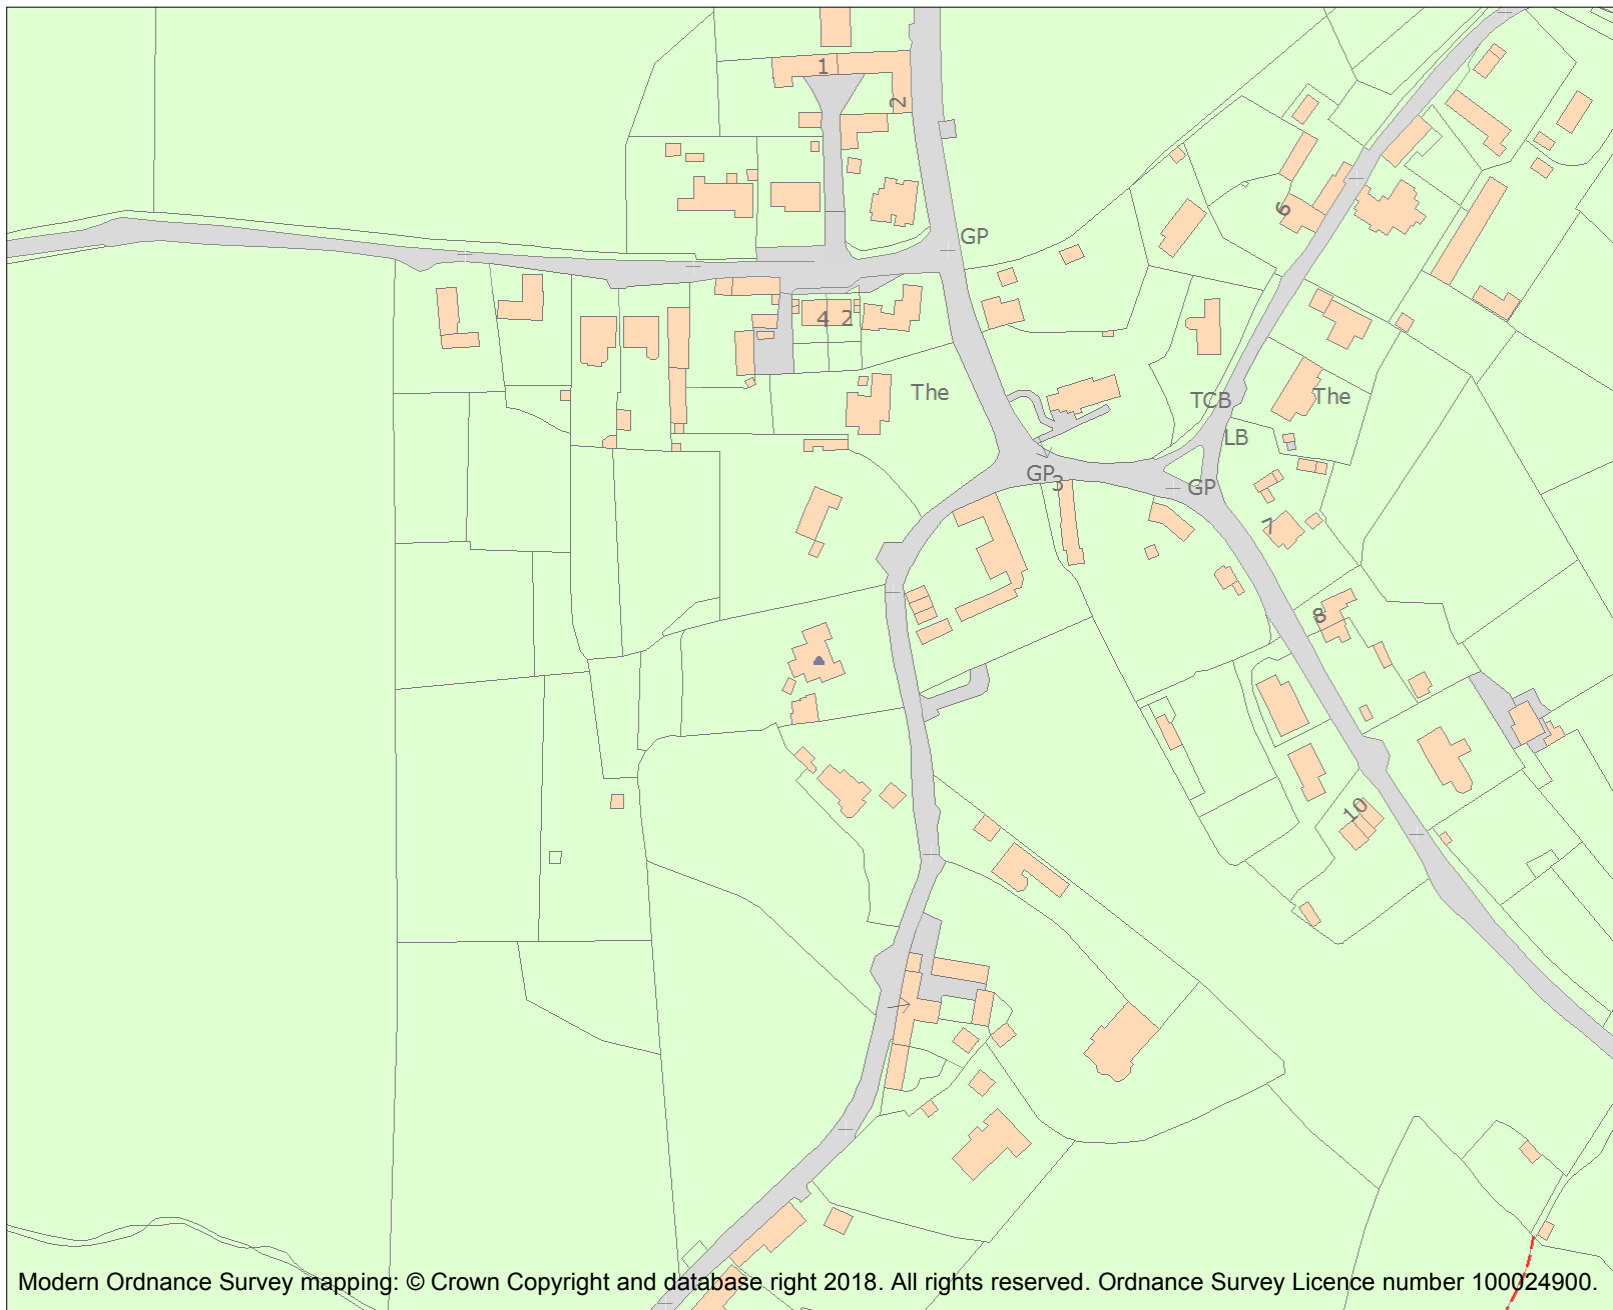 1
2
GP
6
4 2
The
The
TCB
LB
GP
3
GP
7
8
10
Modern Ordnance Survey mapping: © Crown Copyright and database right 2018. All rights reserved. Ordnance Survey Licence number 100024900.